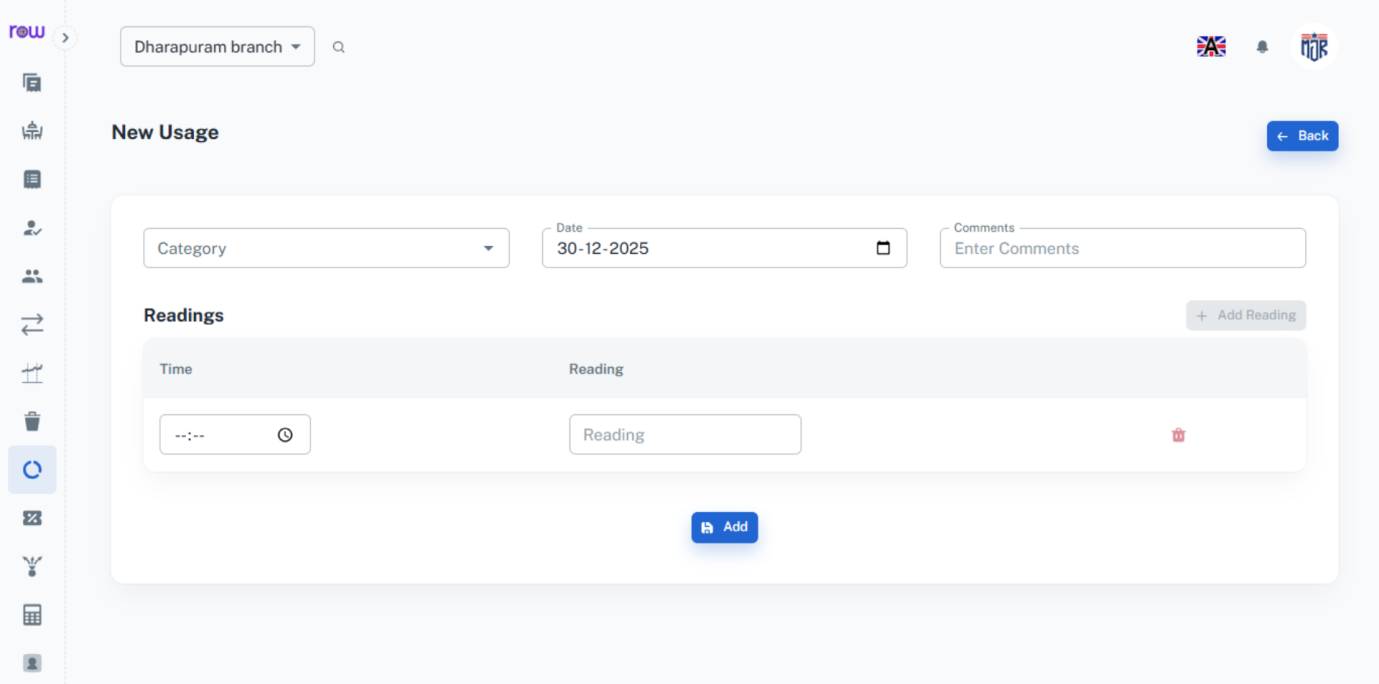 row
Dharapuram branch
A
MJR
New Usage
Back
Category
Date
30-12-2025
Comments
Enter Comments
Readings
+ Add Reading
Time
Reading
--:--
Reading
Add